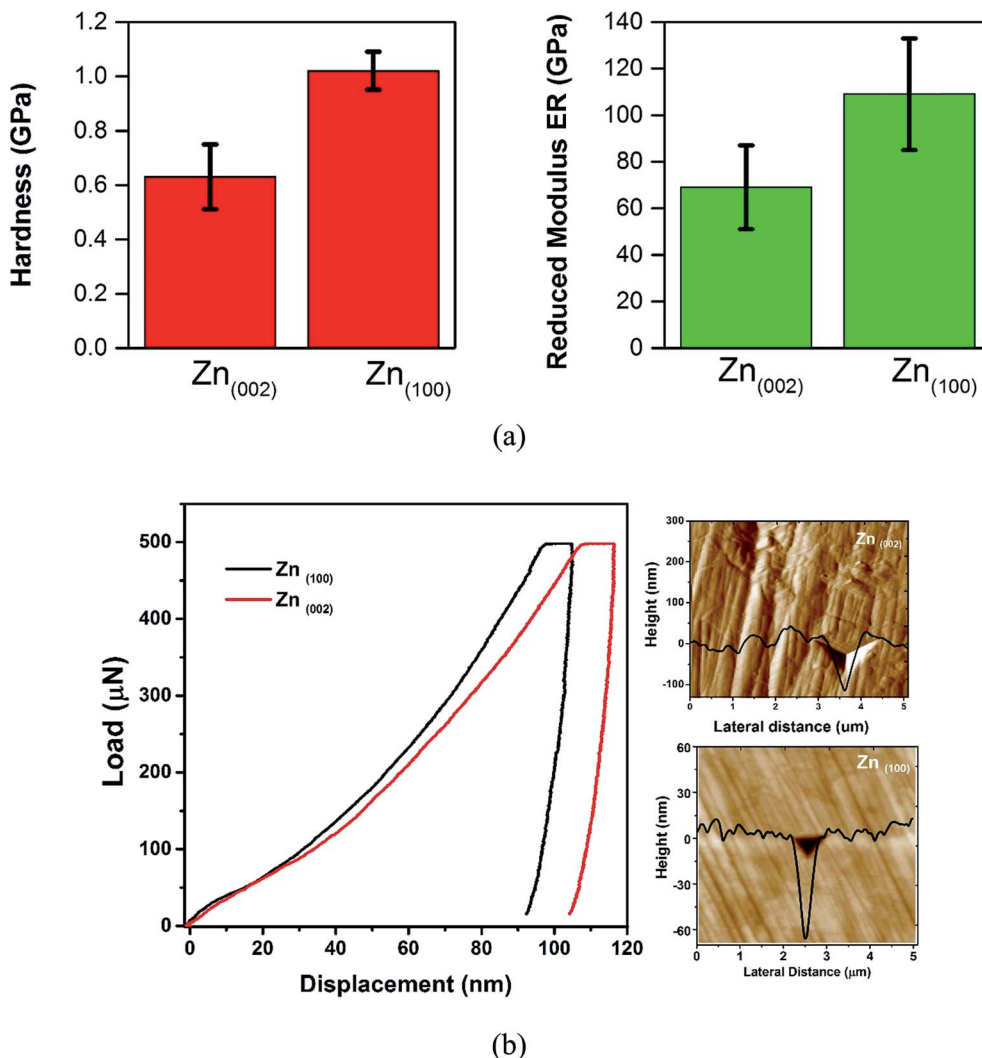 Hardness (GPa)
1.2
1.0
0.8
0.6
0.4
0.2
0.0
Zn(002)
Zn(100)
Reduced Modulus ER (GPa)
140
120
100
80
60
40
20
0
Zn(002)
Zn(100)
(a)
Load (μN)
500
400
300
200
100
0
Zn (100)
Zn (002)
0
20
40
60
80
100
120
Displacement (nm)
Height (nm)
300
200
100
0
-100
Zn (002)
0
1
2
3
4
5
Lateral distance (um)
Height (nm)
60
30
0
-30
-60
Zn (100)
0
1
2
3
4
5
Lateral Distance (μm)
(b)